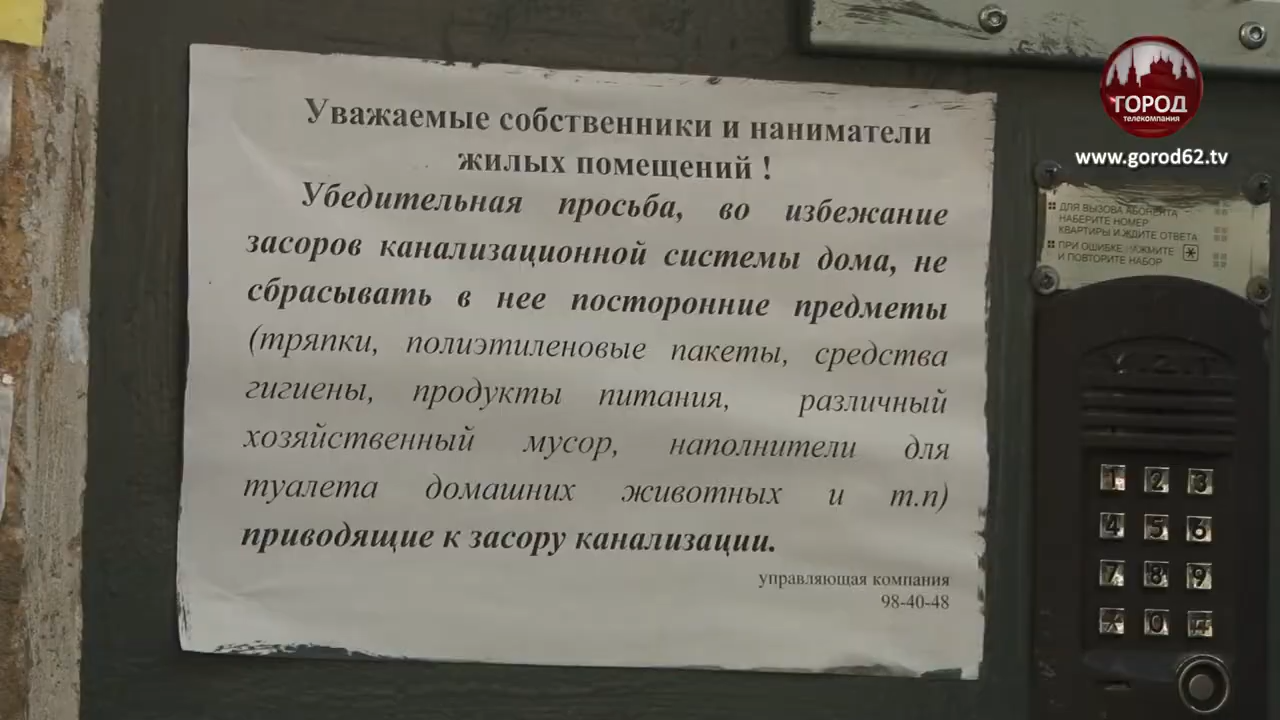 Уважаемые собственники и наниматели
жилых помещений !
Убедительная просьба, во избежание
засоров канализационной системы дома, не
сбрасывать в нее посторонние предметы
(тряпки, полиэтиленовые пакеты, средства
гигиены, продукты питания, различный
хозяйственный мусор, наполнители для
туалета домашних животных и т.п)
приводящие к засору канализации.
управляющая компания
98-40-48
ГОРОД
телекомпания
www.gorod62.tv
ДЛЯ ВЫЗОВА АБОНЕНТА
НАБЕРИТЕ НОМЕР
КВАРТИРЫ И ЖДИТЕ ОТВЕТА
ПРИ ОШИБКЕ НАЖМИТЕ *
И ПОВТОРИТЕ НАБОР
1 2 3
4 5 6
7 8 9
* 0 #